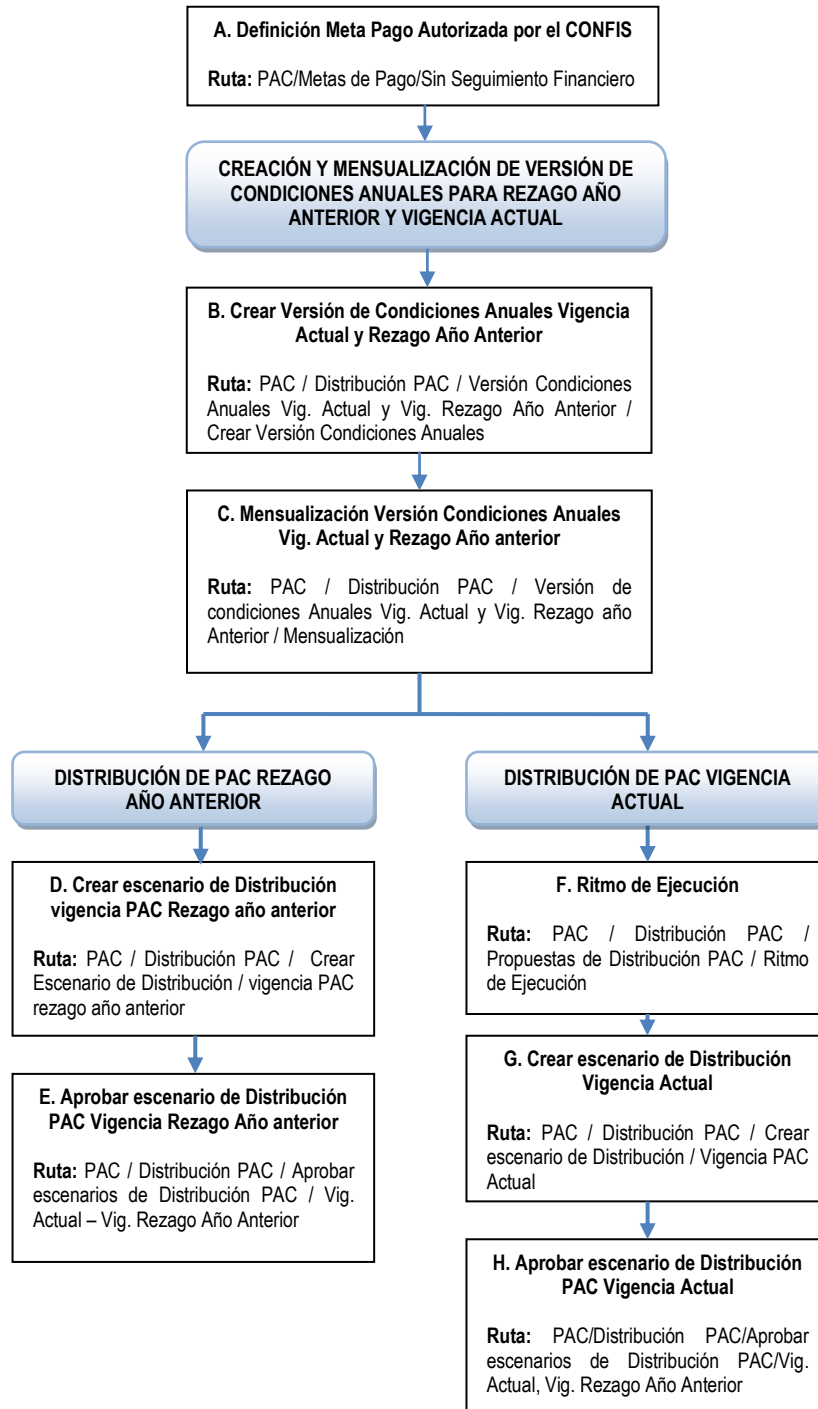 A. Definición Meta Pago Autorizada por el CONFIS
Ruta: PAC/Metas de Pago/Sin Seguimiento Financiero
CREACIÓN Y MENSUALIZACIÓN DE VERSIÓN DE
CONDICIONES ANUALES PARA REZAGO AÑO
ANTERIOR Y VIGENCIA ACTUAL
B. Crear Versión de Condiciones Anuales Vigencia
Actual y Rezago Año Anterior
Ruta: PAC / Distribución PAC / Versión Condiciones
Anuales Vig. Actual y Vig. Rezago Año Anterior /
Crear Versión Condiciones Anuales
C. Mensualización Versión Condiciones Anuales
Vig. Actual y Rezago Año anterior
Ruta: PAC / Distribución PAC / Versión de
condiciones Anuales Vig. Actual y Vig. Rezago año
Anterior / Mensualización
DISTRIBUCIÓN DE PAC REZAGO
AÑO ANTERIOR
D. Crear escenario de Distribución
vigencia PAC Rezago año anterior
Ruta: PAC / Distribución PAC / Crear
Escenario de Distribución / vigencia PAC
rezago año anterior
E. Aprobar escenario de Distribución
PAC Vigencia Rezago Año anterior
Ruta: PAC / Distribución PAC / Aprobar
escenarios de Distribución PAC / Vig.
Actual – Vig. Rezago Año Anterior
DISTRIBUCIÓN DE PAC VIGENCIA
ACTUAL
F. Ritmo de Ejecución
Ruta: PAC / Distribución PAC /
Propuestas de Distribución PAC / Ritmo
de Ejecución
G. Crear escenario de Distribución
Vigencia Actual
Ruta: PAC / Distribución PAC / Crear
escenario de Distribución / Vigencia PAC
Actual
H. Aprobar escenario de Distribución
PAC Vigencia Actual
Ruta: PAC/Distribución PAC/Aprobar
escenarios de Distribución PAC/Vig.
Actual, Vig. Rezago Año Anterior